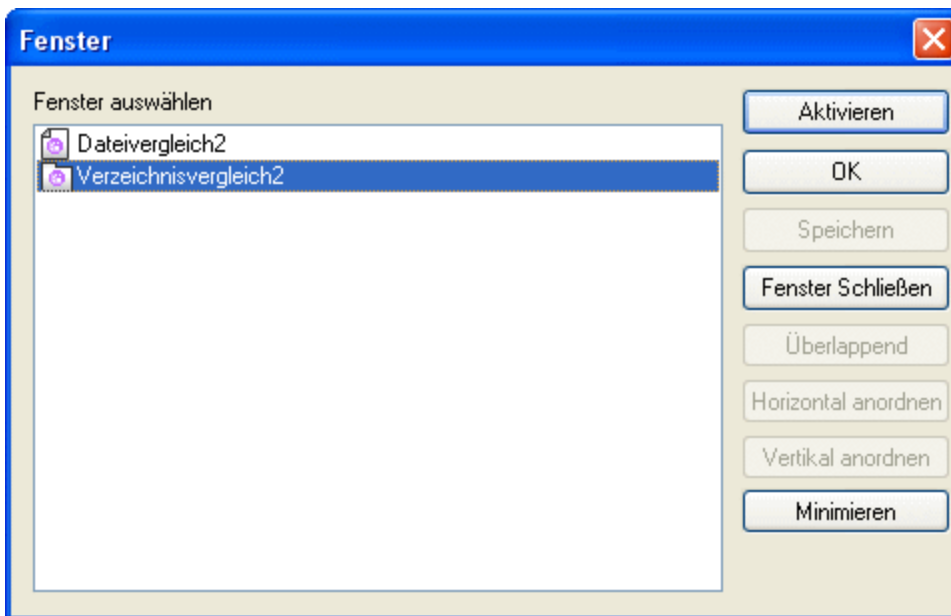 Fenster
Fenster auswählen
Dateivergleich2
Verzeichnisvergleich2
Aktivieren
OK
Speichern
Fenster Schließen
Überlappend
Horizontal anordnen
Vertikal anordnen
Minimieren